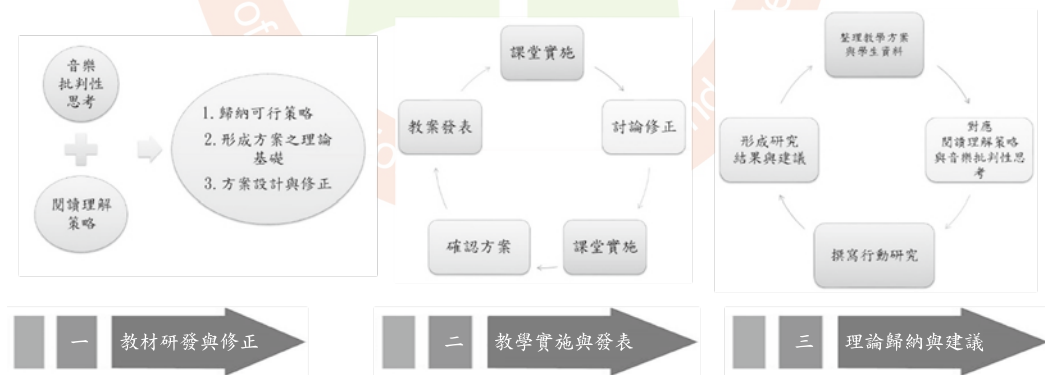 音樂
批判性
思考
閱讀理解
策略
1. 歸納可行策略
2. 形成方案之理論
基礎
3. 方案設計與修正
一 教材研發與修正
課堂實施
討論修正
課堂實施
確認方案
教案發表
二 教學實施與發表
整理教學方案
與學生資料
對應
閱讀理解策略
與音樂批判性思
考
撰寫行動研究
形成研究
結果與建議
三 理論歸納與建議
of